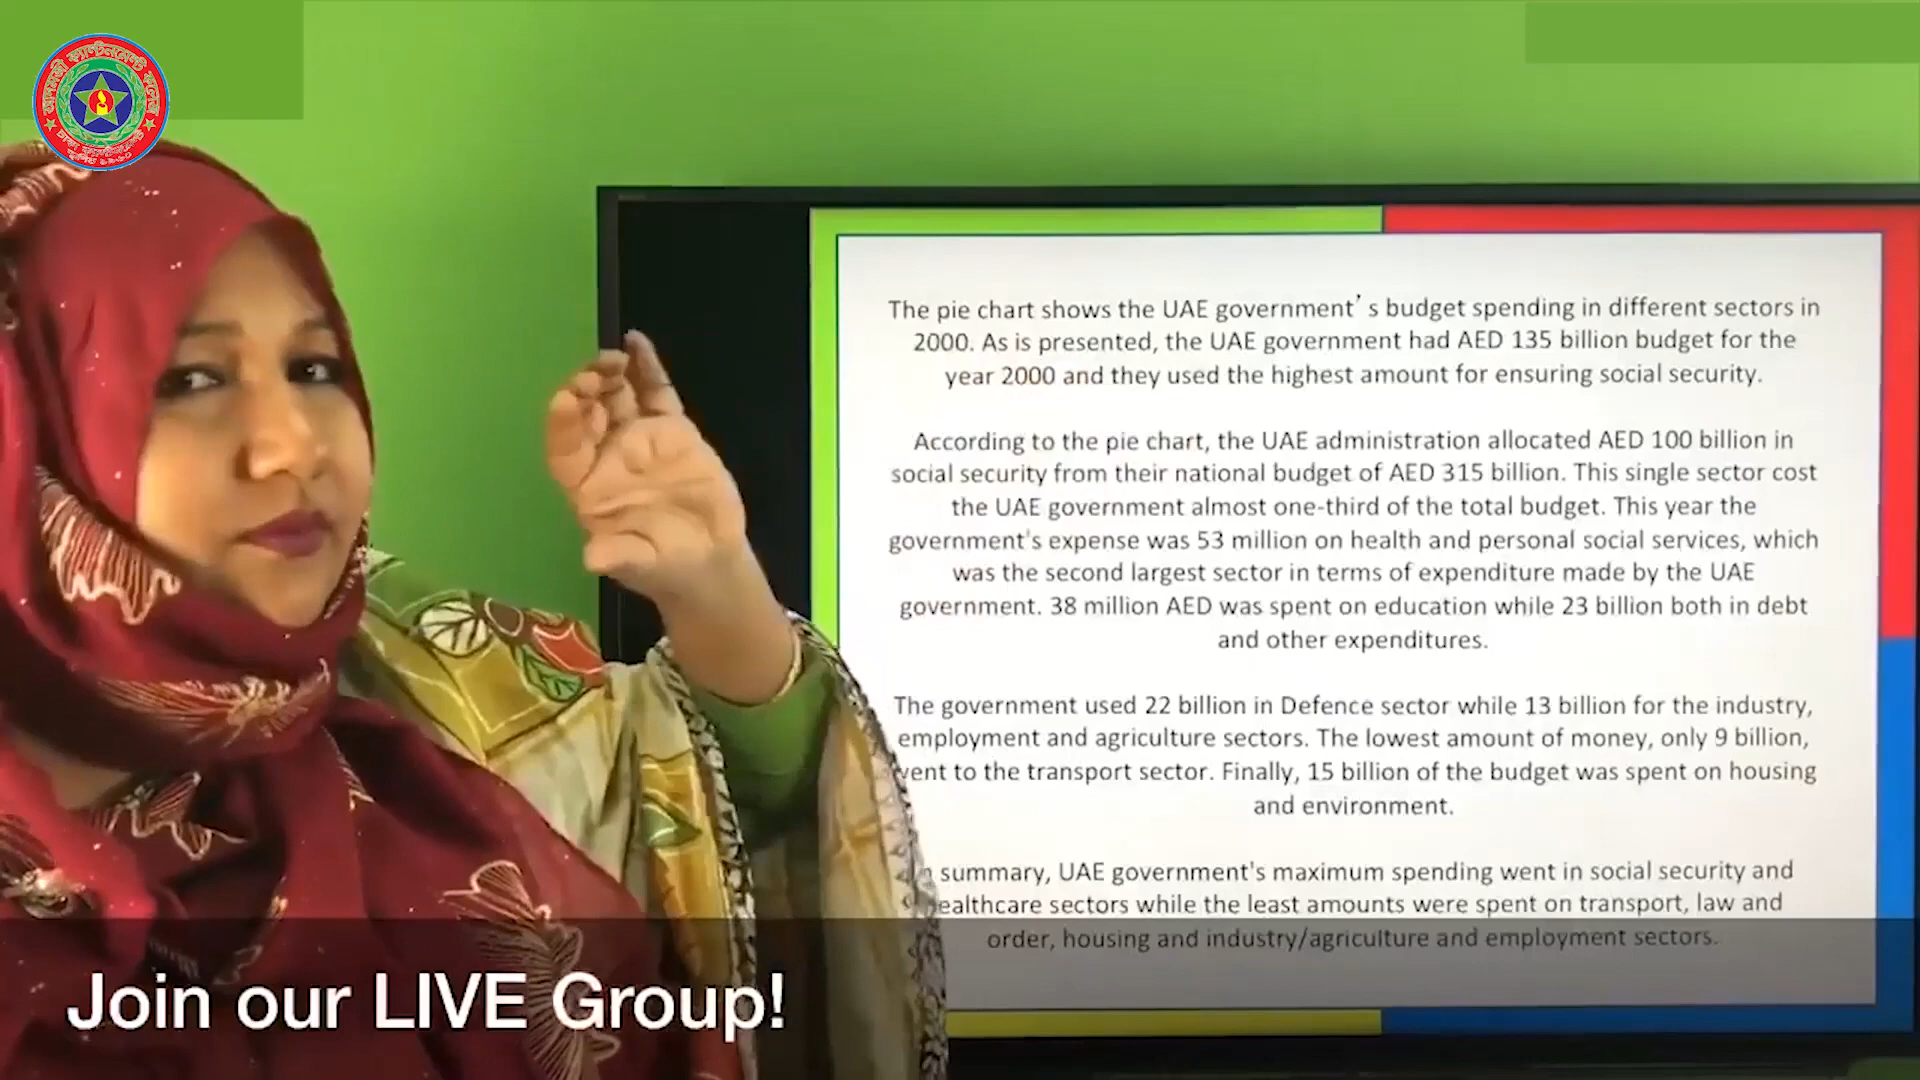 আদমজী ক্যান্টনমেন্ট কলেজ
ঢাকা ক্যান্টনমেন্ট
স্থাপিত ১৯৬০
The pie chart shows the UAE government's budget spending in different sectors in
2000. As is presented, the UAE government had AED 135 billion budget for the
year 2000 and they used the highest amount for ensuring social security.
According to the pie chart, the UAE administration allocated AED 100 billion in
social security from their national budget of AED 315 billion. This single sector cost
the UAE government almost one-third of the total budget. This year the
government's expense was 53 million on health and personal social services, which
was the second largest sector in terms of expenditure made by the UAE
government. 38 million AED was spent on education while 23 billion both in debt
and other expenditures.
The government used 22 billion in Defence sector while 13 billion for the industry,
employment and agriculture sectors. The lowest amount of money, only 9 billion,
went to the transport sector. Finally, 15 billion of the budget was spent on housing
and environment.
summary, UAE government's maximum spending went in social security and
healthcare sectors while the least amounts were spent on transport, law and
order, housing and industry/agriculture and employment sectors.
Join our LIVE Group!